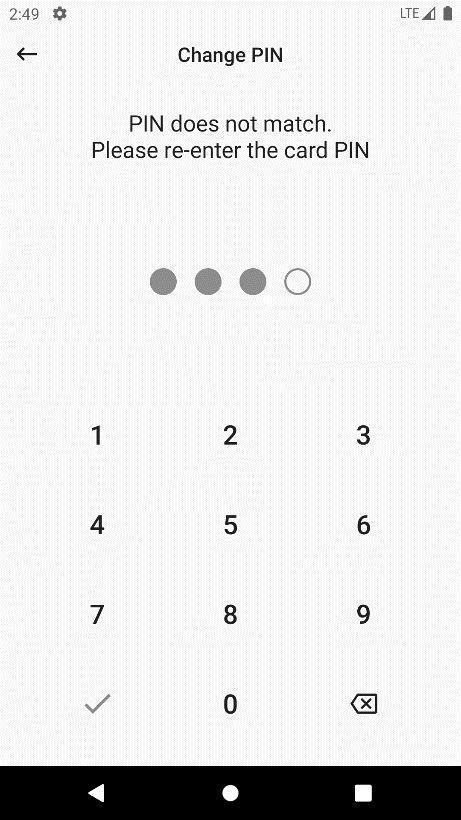 2:49
LTE
Change PIN
PIN does not match.
Please re-enter the card PIN
1 2 3
4 5 6
7 8 9
0